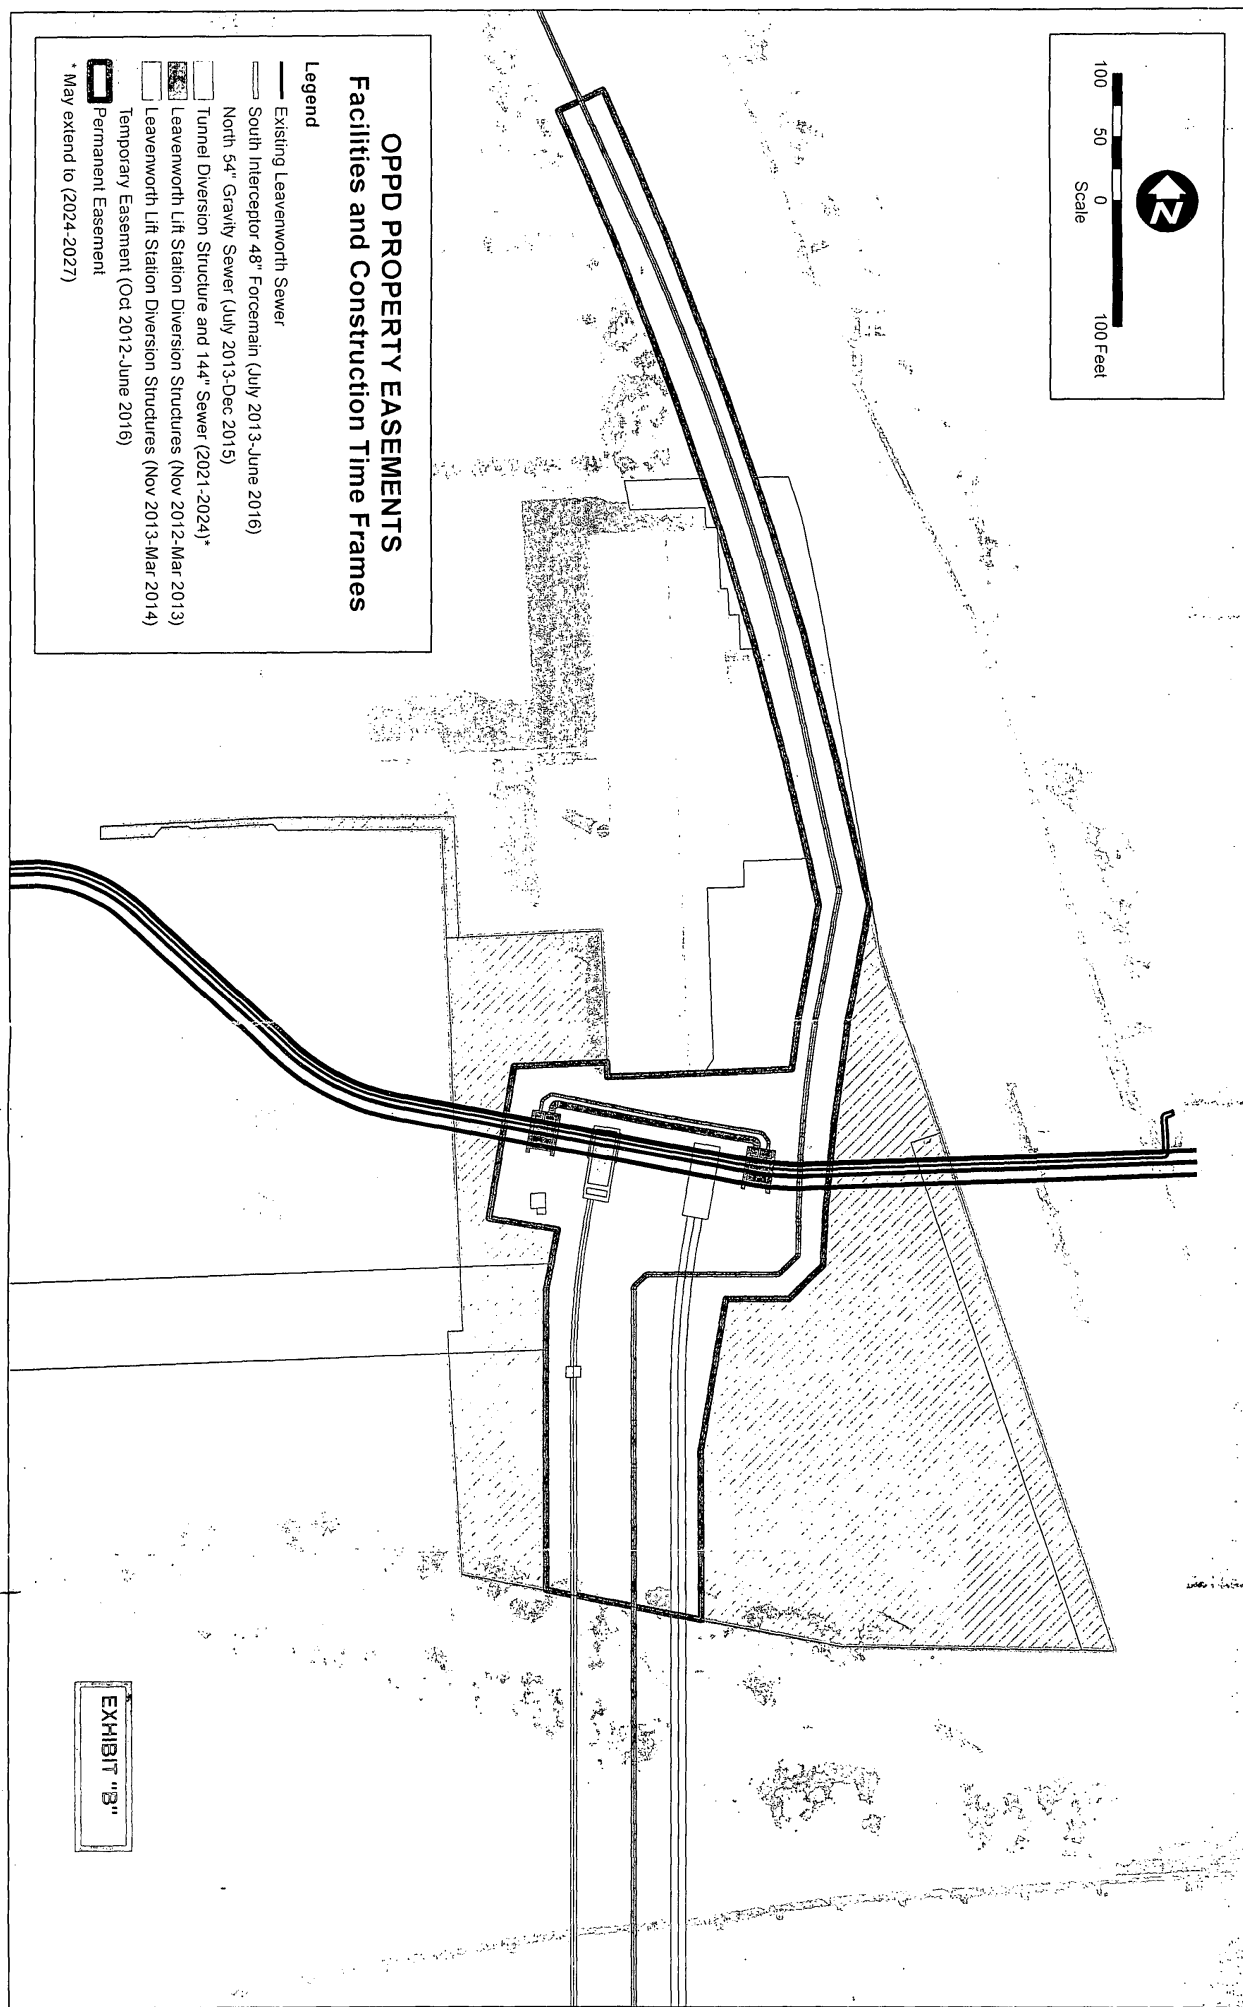 OPPD PROPERTY EASEMENTS
Facilities and Construction Time Frames
Legend
Existing Leavenworth Sewer
South Interceptor 48" Forcemain (July 2013-June 2016)
North 54" Gravity Sewer (July 2013-Dec 2015)
Tunnel Diversion Structure and 144" Sewer (2021-2024)*
Leavenworth Lift Station Diversion Structures (Nov 2012-Mar 2013)
Leavenworth Lift Station Diversion Structures (Nov 2013-Mar 2014)
Temporary Easement (Oct 2012-June 2016)
Permanent Easement
* May extend to (2024-2027)
N
100 50 0 100 Feet
Scale
EXHIBIT "B"